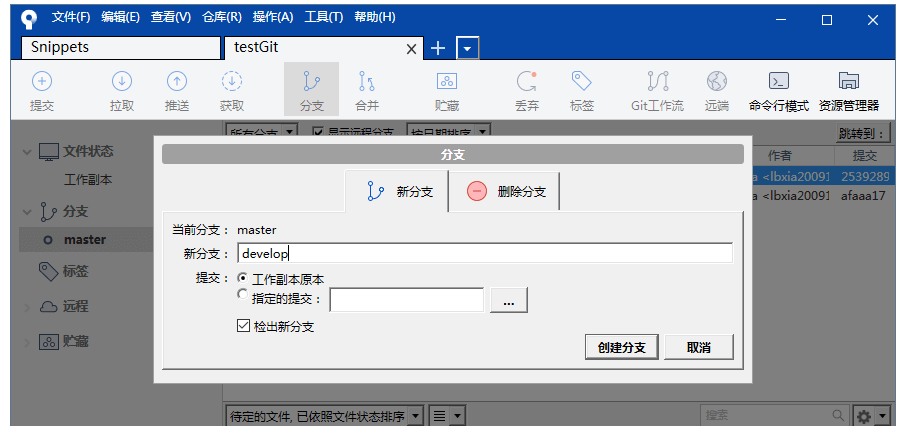 文件(F) 编辑(E) 查看(V) 仓库(R) 操作(A) 工具(T) 帮助(H)
Snippets testGit
提交 拉取 推送 获取 分支 合并 贮藏 丢弃 标签 Git工作流 远端 命令行模式 资源管理器
所有分支 显示远程分支 按日期排序 跳转到：
分支
文件状态
作者 提交
工作副本
新分支 删除分支
a <lbxia20091 2539289
a <lbxia20091 afaaa17
分支
当前分支： master
master
新分支： develop
标签
提交： 工作副本原本
指定的提交： ...
远程
检出新分支
贮藏
创建分支 取消
待定的文件, 已依照文件状态排序 搜索